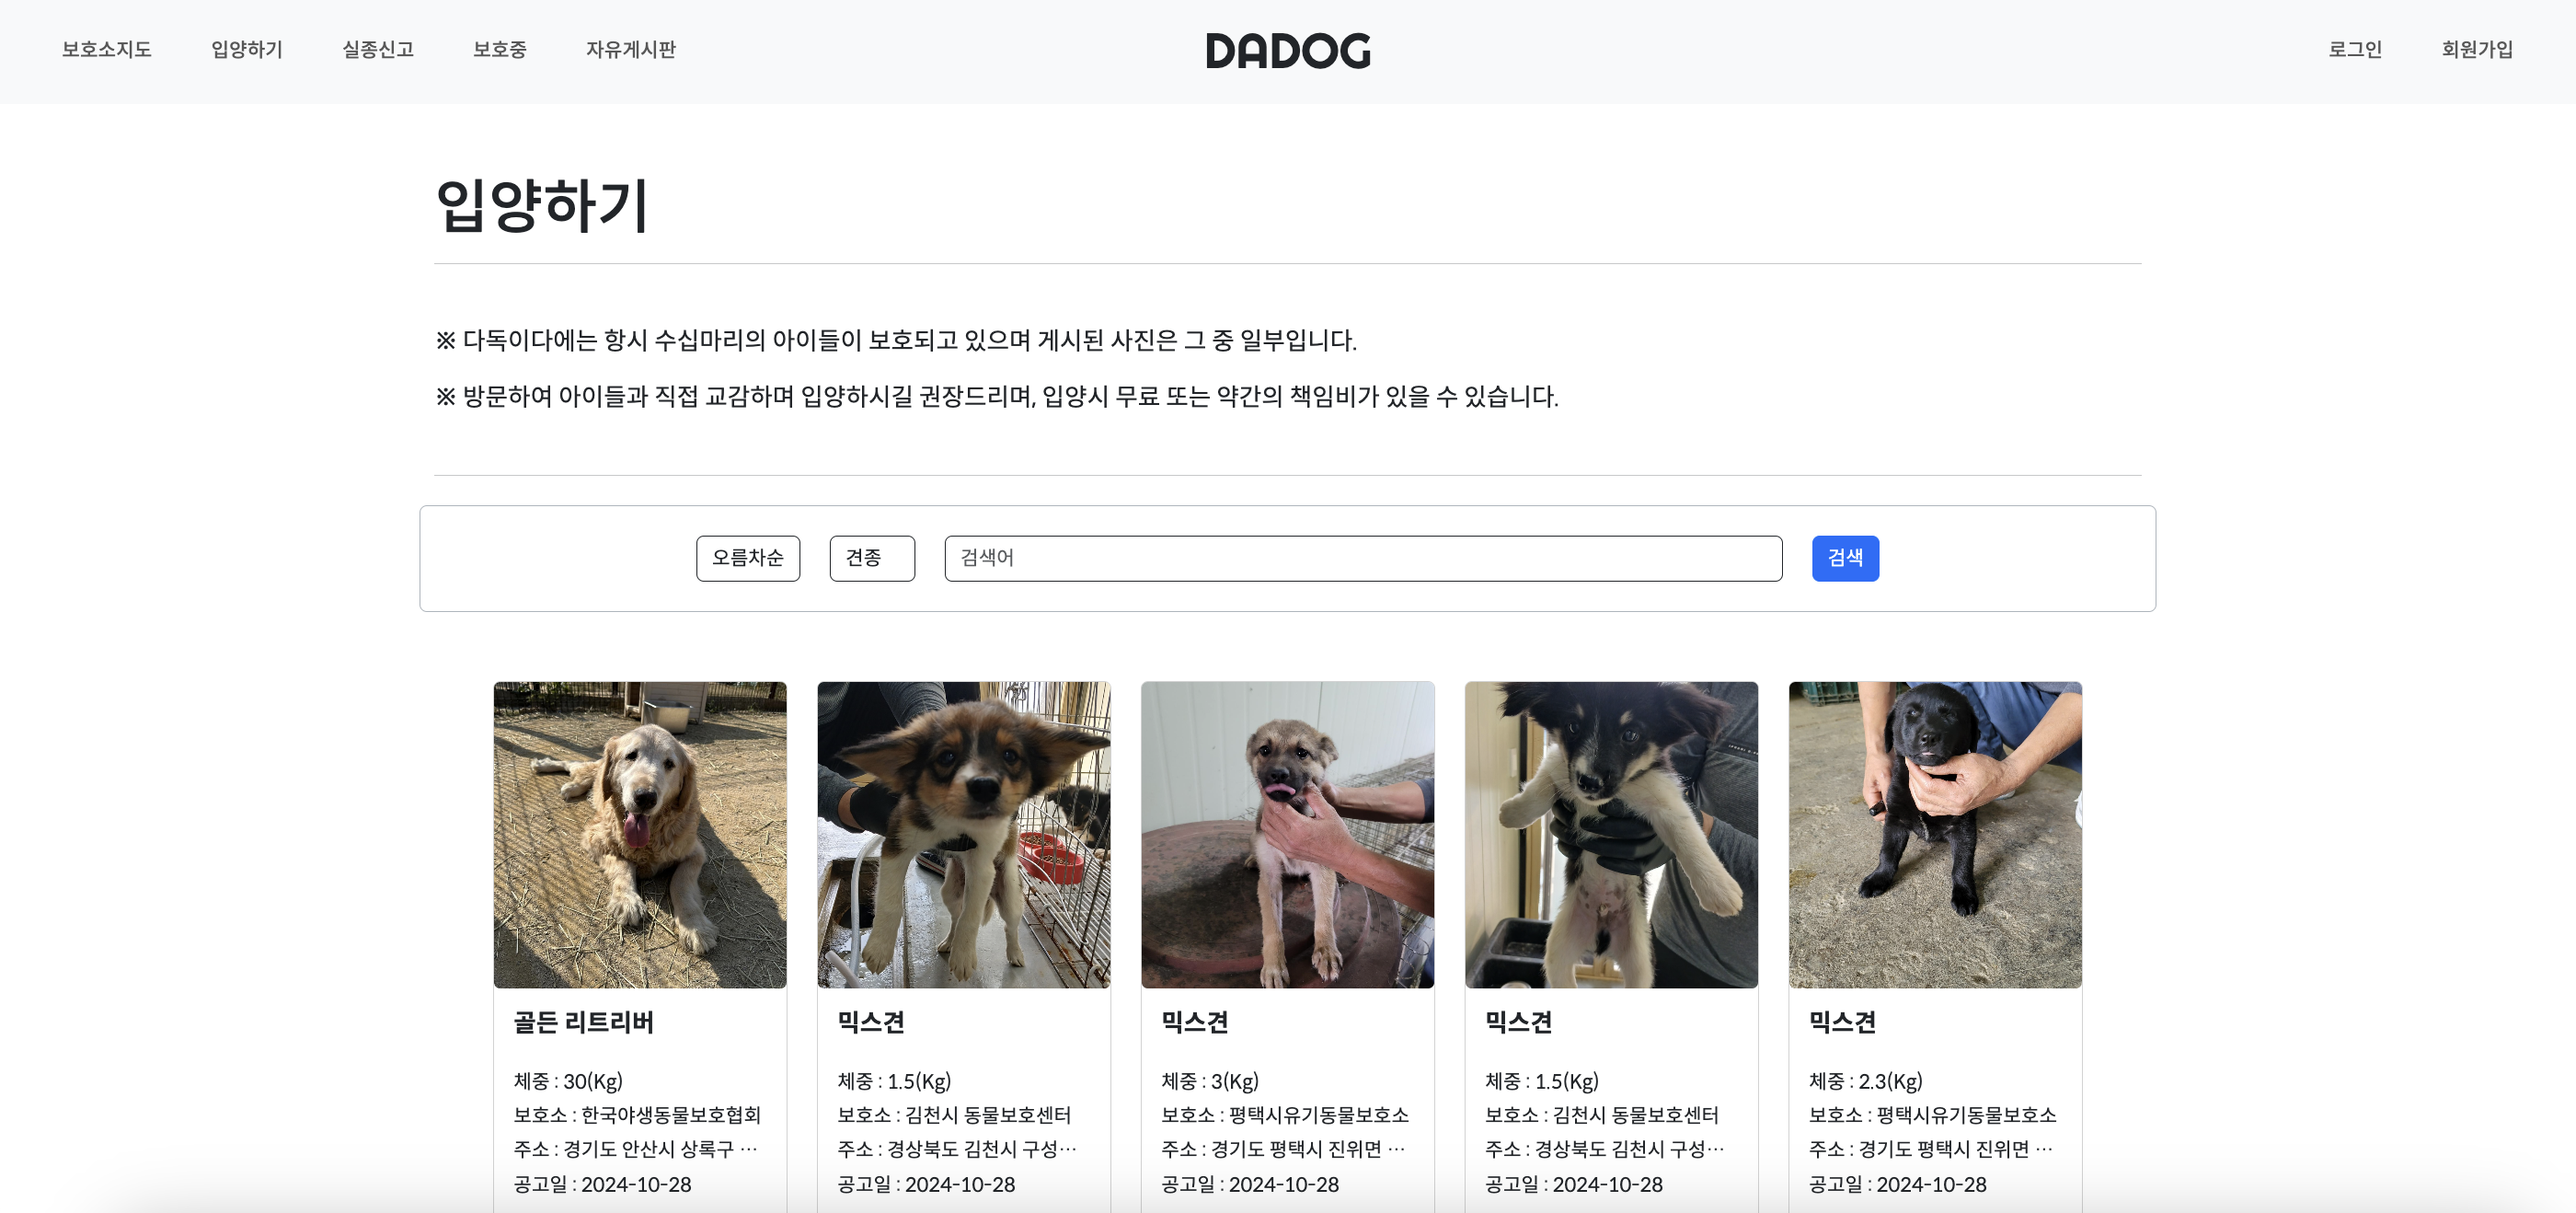 보호소지도 입양하기 실종신고 보호중 자유게시판 DADOG 로그인 회원가입
입양하기
※ 다독이다에는 항시 수십마리의 아이들이 보호되고 있으며 게시된 사진은 그 중 일부입니다.
※ 방문하여 아이들과 직접 교감하며 입양하시길 권장드리며, 입양시 무료 또는 약간의 책임비가 있을 수 있습니다.
오름차순 견종 검색어 검색
골든 리트리버
체중 : 30(Kg)
보호소 : 한국야생동물보호협회
주소 : 경기도 안산시 상록구 …
공고일 : 2024-10-28
믹스견
체중 : 1.5(Kg)
보호소 : 김천시 동물보호센터
주소 : 경상북도 김천시 구성…
공고일 : 2024-10-28
믹스견
체중 : 3(Kg)
보호소 : 평택시유기동물보호소
주소 : 경기도 평택시 진위면 …
공고일 : 2024-10-28
믹스견
체중 : 1.5(Kg)
보호소 : 김천시 동물보호센터
주소 : 경상북도 김천시 구성…
공고일 : 2024-10-28
믹스견
체중 : 2.3(Kg)
보호소 : 평택시유기동물보호소
주소 : 경기도 평택시 진위면 …
공고일 : 2024-10-28